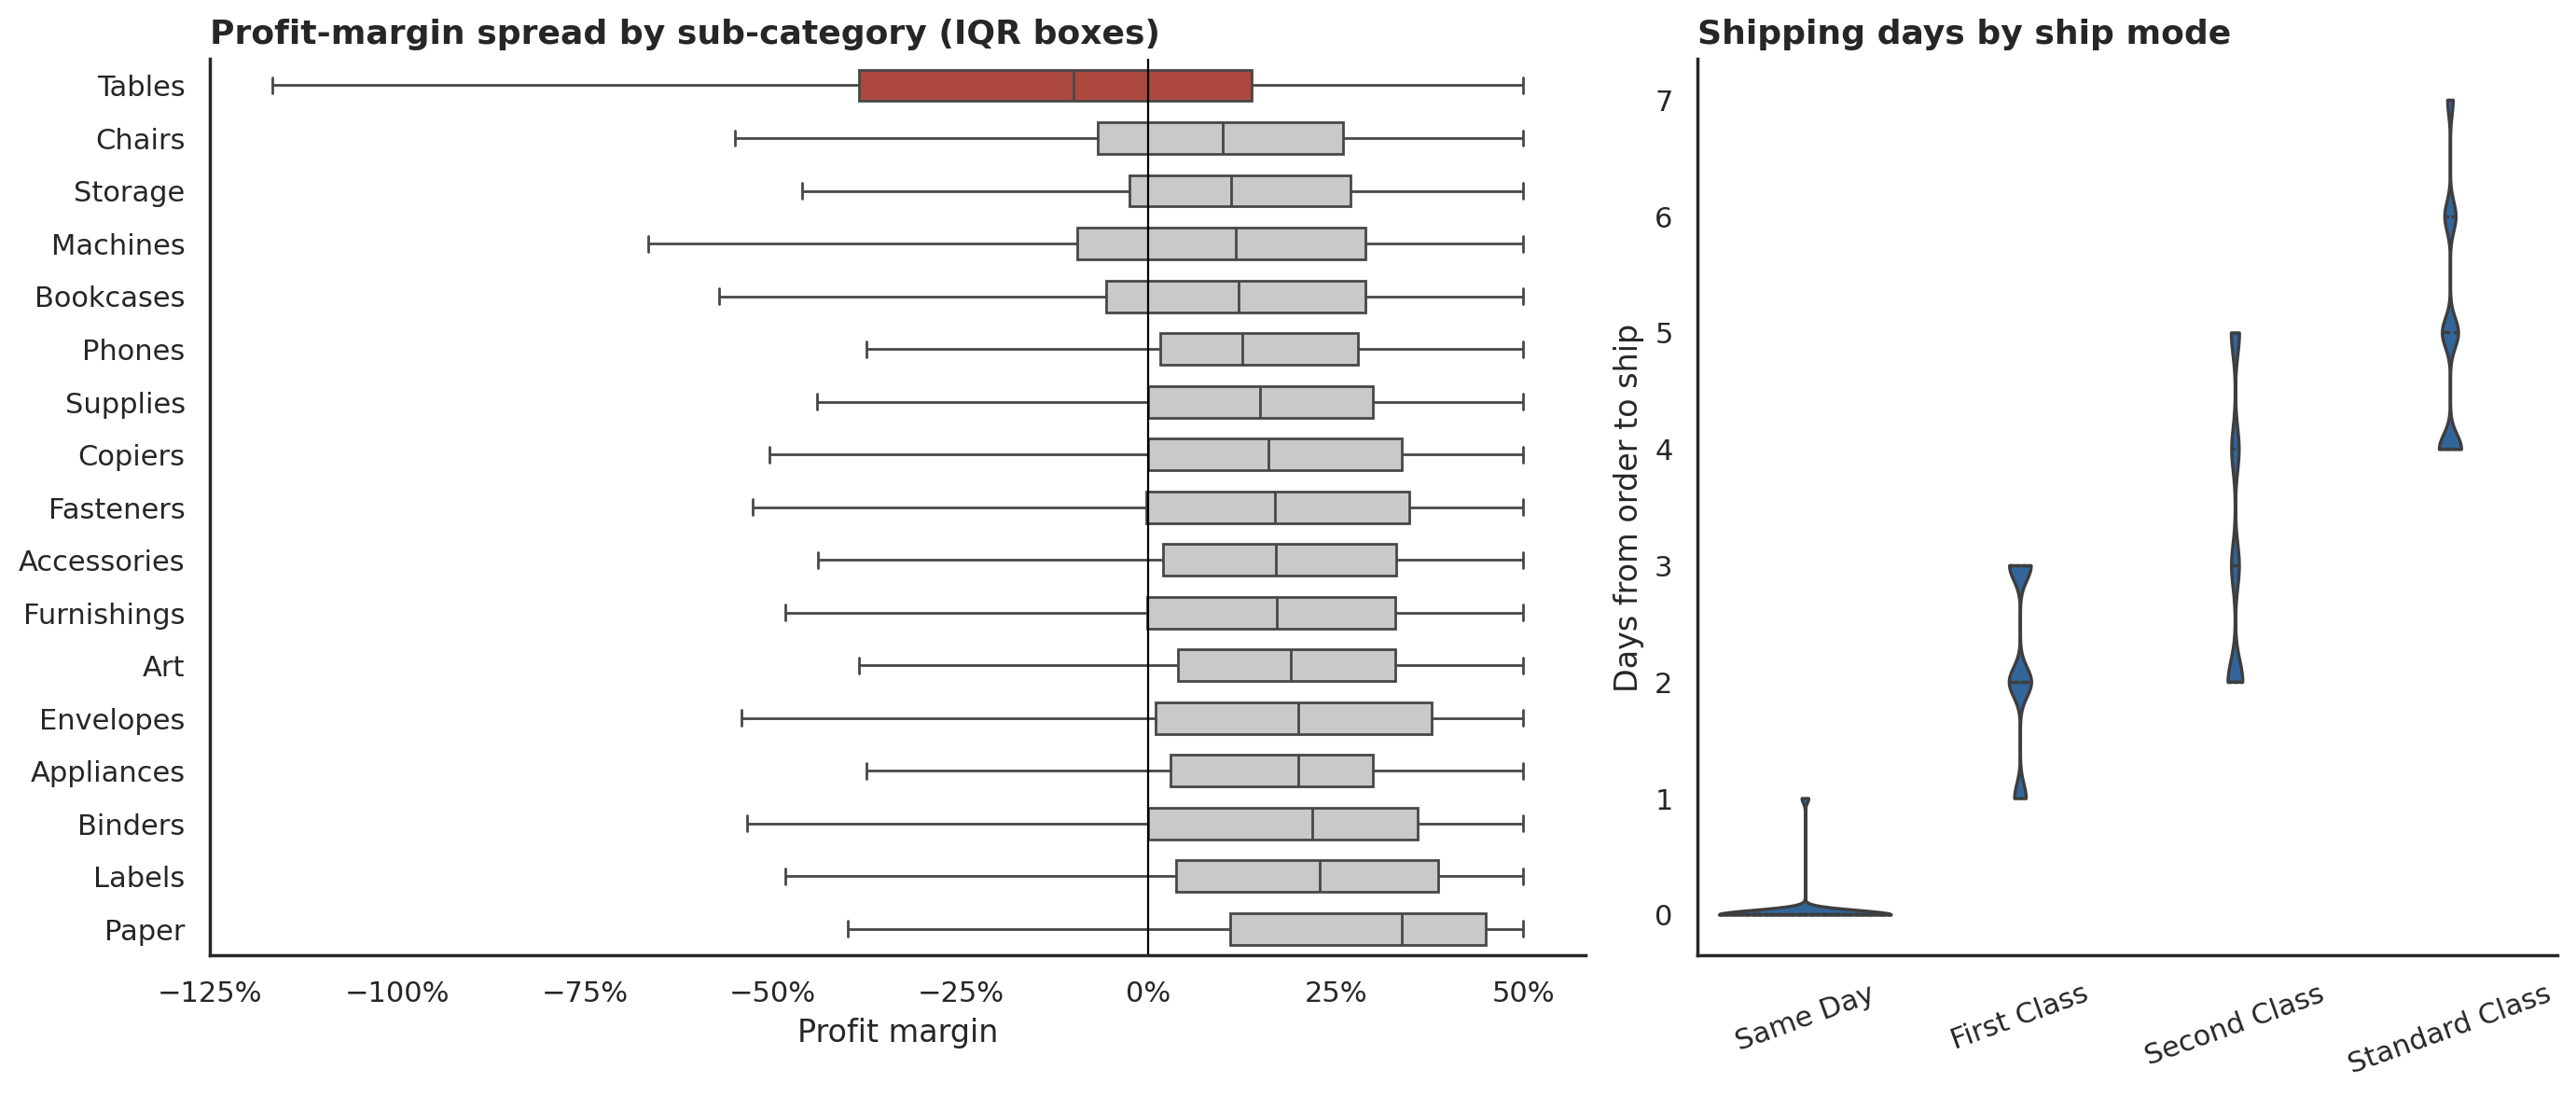 Profit-margin spread by sub-category (IQR boxes)
Tables
Chairs
Storage
Machines
Bookcases
Phones
Supplies
Copiers
Fasteners
Accessories
Furnishings
Art
Envelopes
Appliances
Binders
Labels
Paper
−125% −100% −75% −50% −25% 0% 25% 50%
Profit margin
Shipping days by ship mode
Days from order to ship
7
6
5
4
3
2
1
0
Same Day
First Class
Second Class
Standard Class